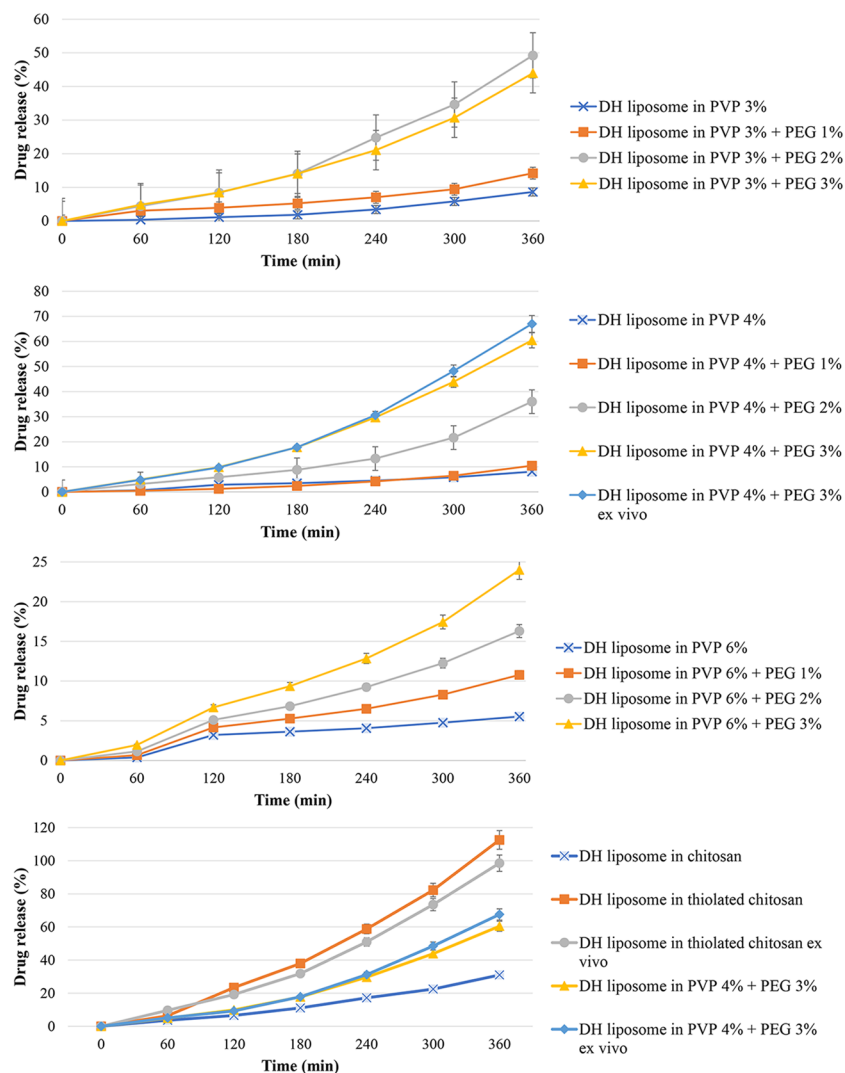 60
50
40
30
20
10
0
Drug release (%)
0 60 120 180 240 300 360
Time (min)
DH liposome in PVP 3%
DH liposome in PVP 3% + PEG 1%
DH liposome in PVP 3% + PEG 2%
DH liposome in PVP 3% + PEG 3%
80
70
60
50
40
30
20
10
0
Drug release (%)
0 60 120 180 240 300 360
Time (min)
DH liposome in PVP 4%
DH liposome in PVP 4% + PEG 1%
DH liposome in PVP 4% + PEG 2%
DH liposome in PVP 4% + PEG 3%
DH liposome in PVP 4% + PEG 3%
ex vivo
25
20
15
10
5
0
Drug release (%)
0 60 120 180 240 300 360
Time (min)
DH liposome in PVP 6%
DH liposome in PVP 6% + PEG 1%
DH liposome in PVP 6% + PEG 2%
DH liposome in PVP 6% + PEG 3%
120
100
80
60
40
20
0
Drug release (%)
0 60 120 180 240 300 360
Time (min)
DH liposome in chitosan
DH liposome in thiolated chitosan
DH liposome in thiolated chitosan ex
vivo
DH liposome in PVP 4% + PEG 3%
DH liposome in PVP 4% + PEG 3%
ex vivo